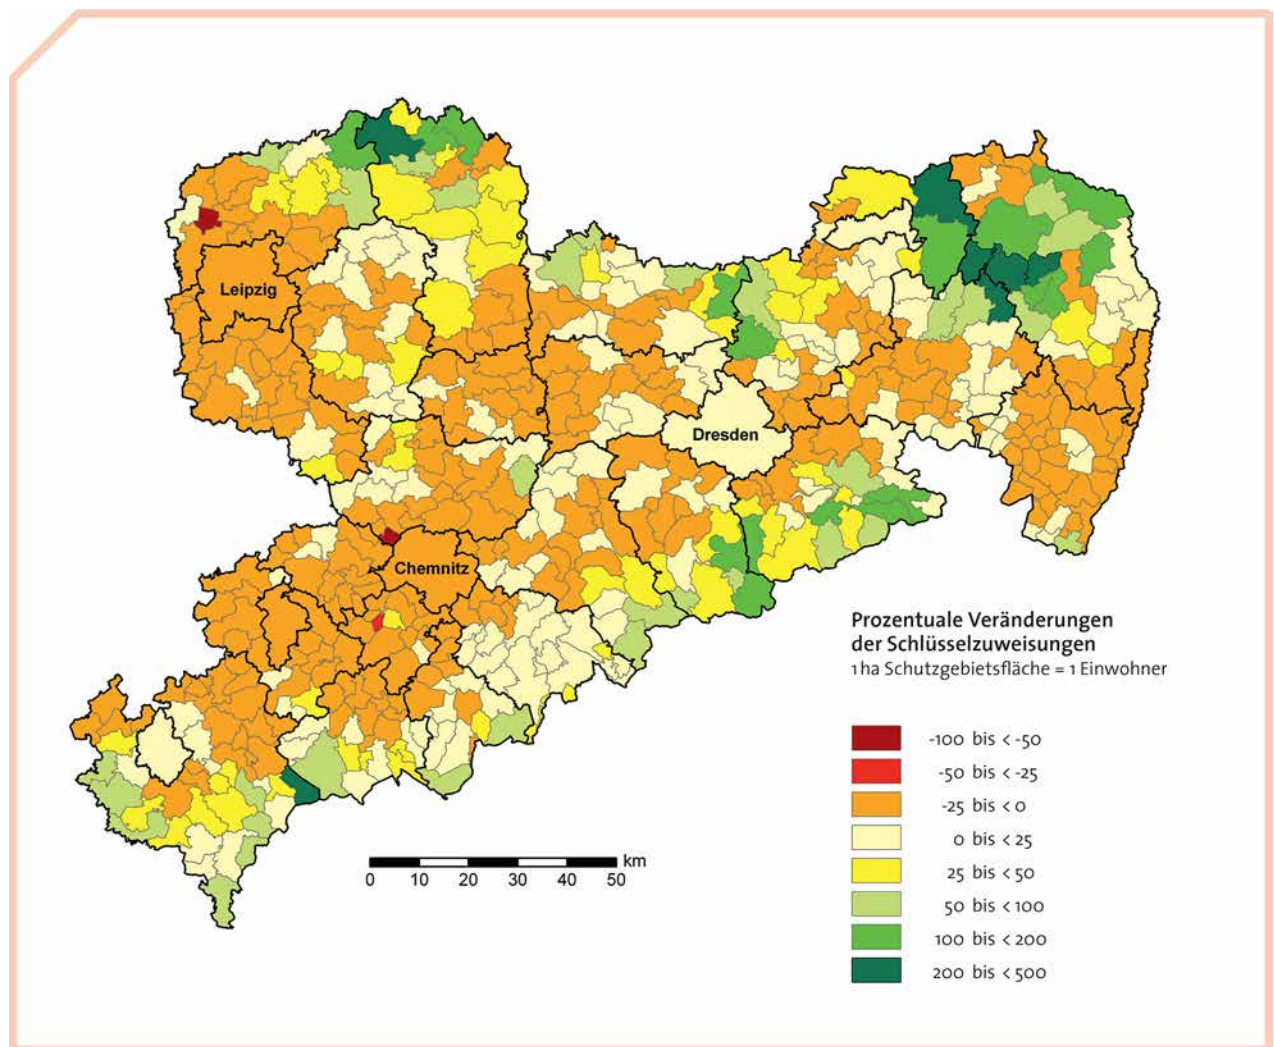 Leipzig
Dresden
Chemnitz
Prozentuale Veränderungen
der Schlüsselzuweisungen
1 ha Schutzgebietsfläche = 1 Einwohner
-100 bis < -50
-50 bis < -25
-25 bis < 0
0 bis < 25
25 bis < 50
50 bis < 100
100 bis < 200
200 bis < 500
km
0 10 20 30 40 50